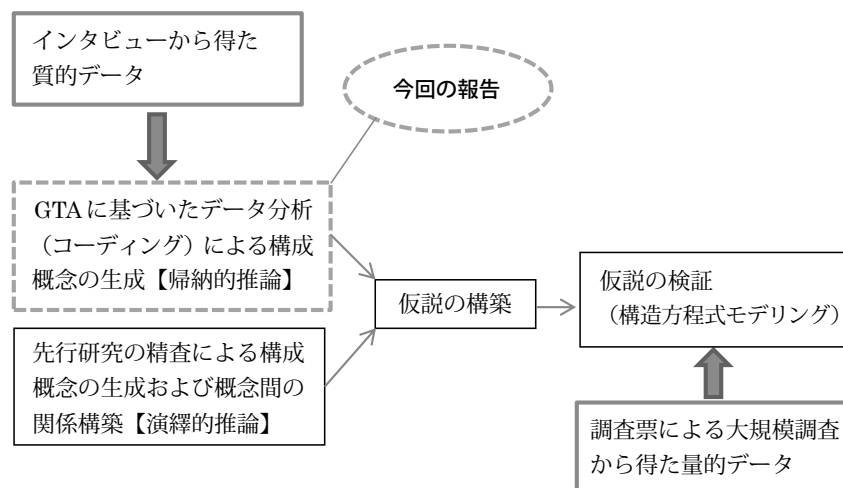 インタビューから得た
質的データ
今回の報告
GTAに基づいたデータ分析
（コーディング）による構成
概念の生成【帰納的推論】
仮説の構築
仮説の検証
（構造方程式モデリング）
先行研究の精査による構成
概念の生成および概念間の
関係構築【演繹的推論】
調査票による大規模調査
から得た量的データ